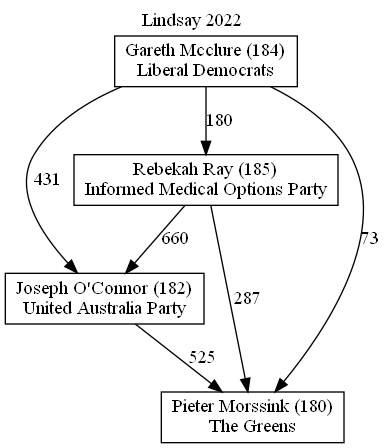 Lindsay 2022
Gareth Mcclure (184)
Liberal Democrats
180
Rebekah Ray (185)
Informed Medical Options Party
431
73
660
287
Joseph O'Connor (182)
United Australia Party
525
Pieter Morssink (180)
The Greens